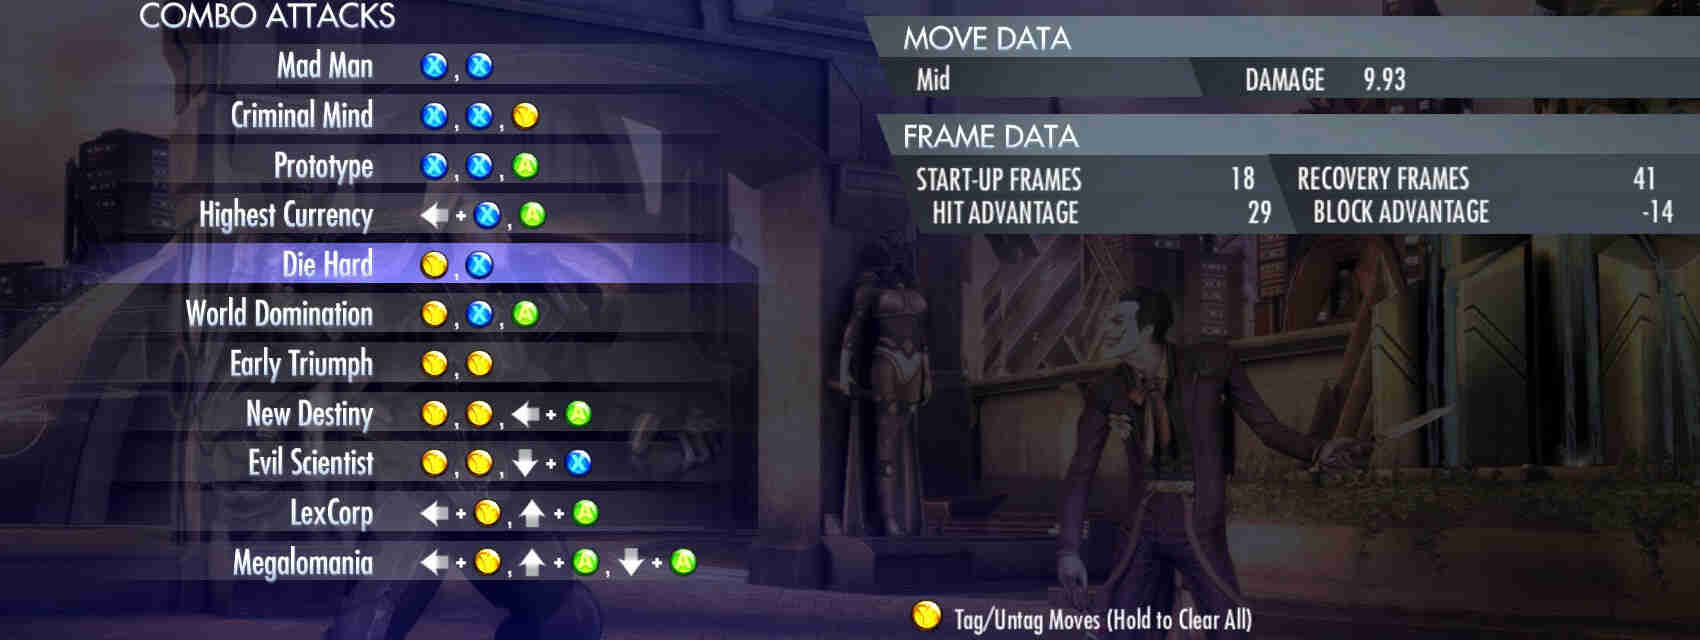 COMBO ATTACKS
Mad Man X, X
Criminal Mind X, X, Y
Prototype X, X, A
Highest Currency ← + X, A
Die Hard Y, X
World Domination Y, X, A
Early Triumph Y, Y
New Destiny Y, Y, ← + A
Evil Scientist Y, Y, ↓ + X
LexCorp ← + Y, ↑ + A
Megalomania ← + Y, ↑ + A, ↓ + A
MOVE DATA
Mid DAMAGE 9.93
FRAME DATA
START-UP FRAMES 18 RECOVERY FRAMES 41
HIT ADVANTAGE 29 BLOCK ADVANTAGE -14
Y Tag/Untag Moves (Hold to Clear All)